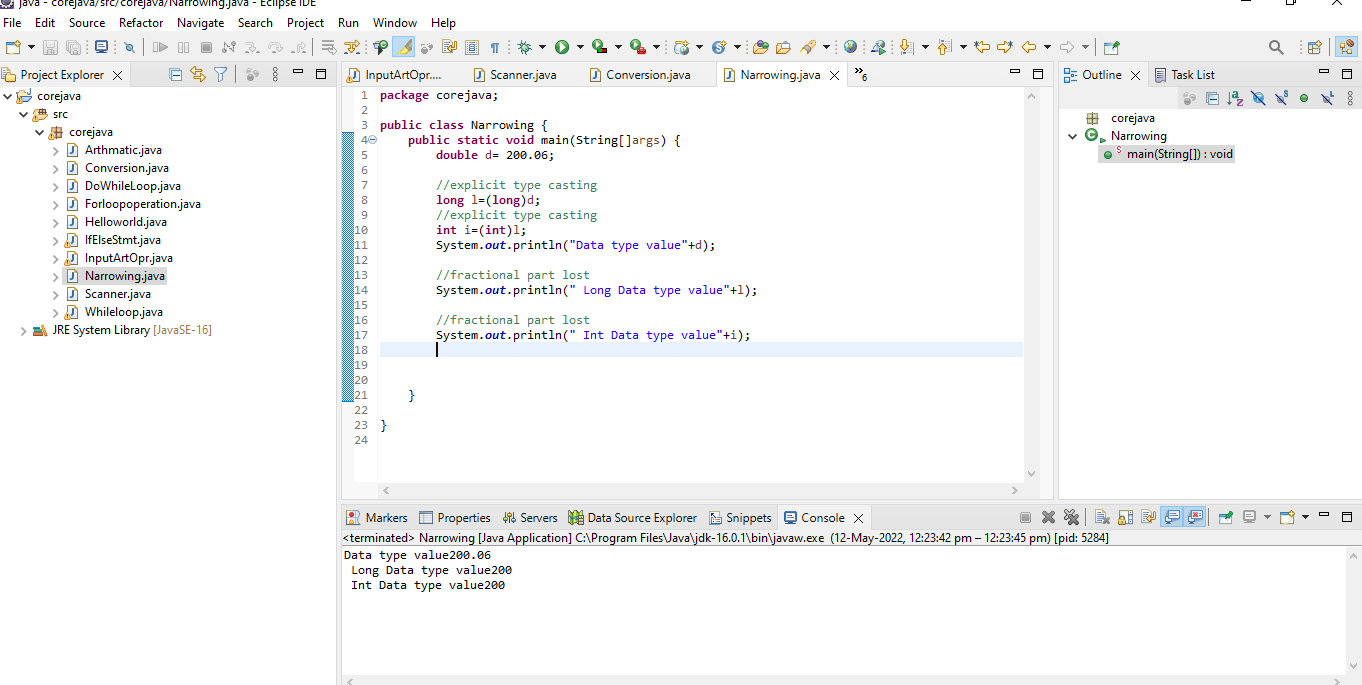 java - corejava/src/corejava/Narrowing.java - Eclipse IDE
File Edit Source Refactor Navigate Search Project Run Window Help
Project Explorer
corejava
src
corejava
Arthmatic.java
Conversion.java
DoWhileLoop.java
Forloopoperation.java
Helloworld.java
IfElseStmt.java
InputArtOpr.java
Narrowing.java
Scanner.java
Whileloop.java
JRE System Library [JavaSE-16]
InputArtOpr.... Scanner.java Conversion.java Narrowing.java »6
1 package corejava;
2
3 public class Narrowing {
4 public static void main(String[]args) {
5 double d= 200.06;
6
7 //explicit type casting
8 long l=(long)d;
9 //explicit type casting
10 int i=(int)l;
11 System.out.println("Data type value"+d);
12
13 //fractional part lost
14 System.out.println(" Long Data type value"+l);
15
16 //fractional part lost
17 System.out.println(" Int Data type value"+i);
18
19
20
21 }
22
23 }
24
Outline Task List
corejava
Narrowing
main(String[]) : void
Markers Properties Servers Data Source Explorer Snippets Console
<terminated> Narrowing [Java Application] C:\Program Files\Java\jdk-16.0.1\bin\javaw.exe (12-May-2022, 12:23:42 pm – 12:23:45 pm) [pid: 5284]
Data type value200.06
Long Data type value200
Int Data type value200